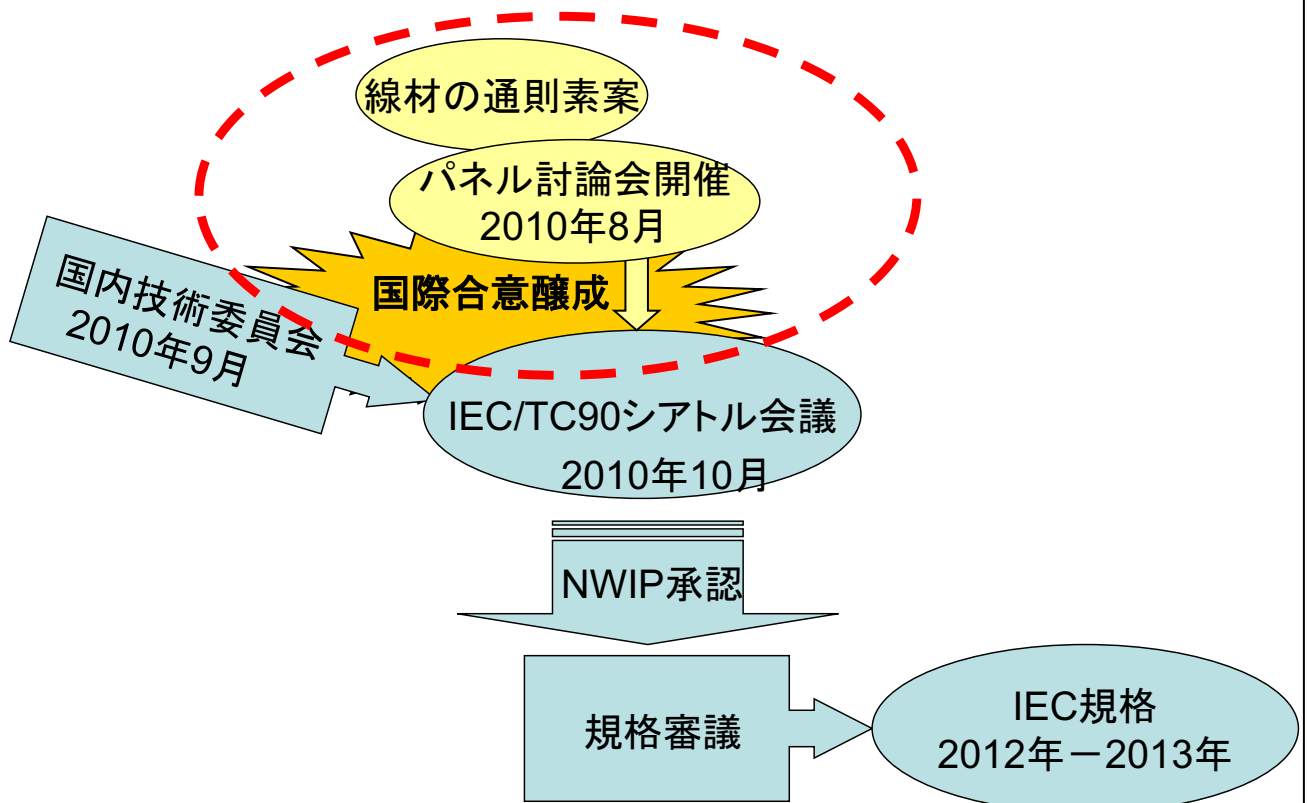 線材の通則素案
パネル討論会開催
2010年8月
国際合意醸成
国内技術委員会
2010年9月
IEC/TC90シアトル会議
2010年10月
NWIP承認
規格審議
IEC規格
2012年－2013年